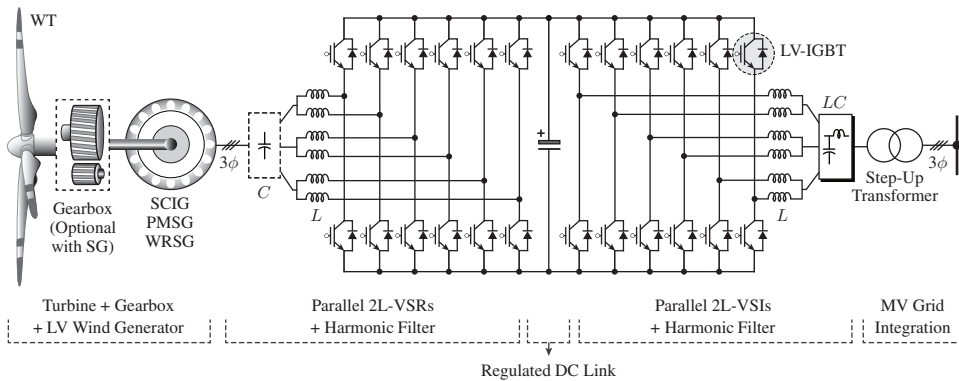 WT
LV-IGBT
LC
+
3ϕ
C
L
L
3ϕ
Step-Up
Transformer
Gearbox
(Optional
with SG)
SCIG
PMSG
WRSG
Turbine + Gearbox
+ LV Wind Generator
Parallel 2L-VSRs
+ Harmonic Filter
Parallel 2L-VSIs
+ Harmonic Filter
MV Grid
Integration
Regulated DC Link